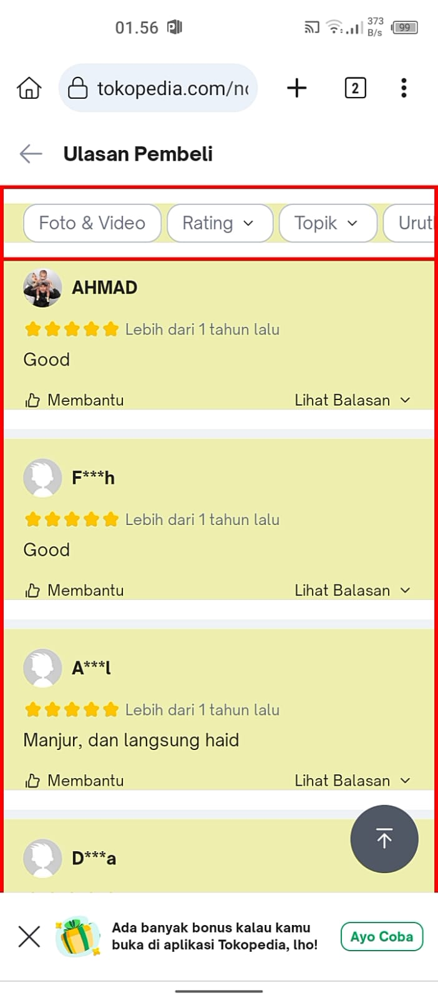 01.56
373
B/s
99
tokopedia.com/no
2
Ulasan Pembeli
Foto & Video
Rating
Topik
Urut
AHMAD
Lebih dari 1 tahun lalu
Good
Membantu
Lihat Balasan
F***h
Lebih dari 1 tahun lalu
Good
Membantu
Lihat Balasan
A***l
Lebih dari 1 tahun lalu
Manjur, dan langsung haid
Membantu
Lihat Balasan
D***a
Ada banyak bonus kalau kamu
buka di aplikasi Tokopedia, lho!
Ayo Coba